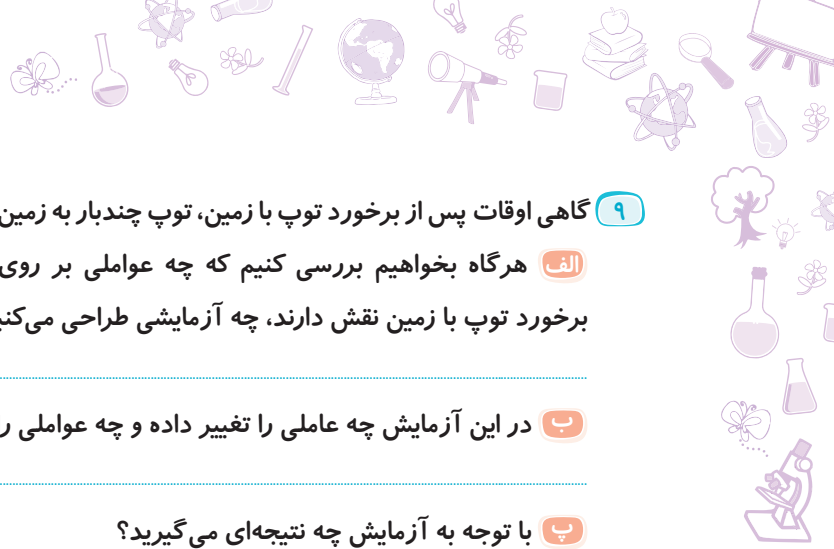 ۹ گاهی اوقات پس از برخورد توپ با زمین، توپ چندبار به زمین
الف هرگاه بخواهیم بررسی کنیم که چه عواملی بر روی
برخورد توپ با زمین نقش دارند، چه آزمایشی طراحی
ب در این آزمایش چه عاملی را تغییر داده و چه عواملی
پ با توجه به آزمایش چه نتیجه‌ای می‌گیرید؟